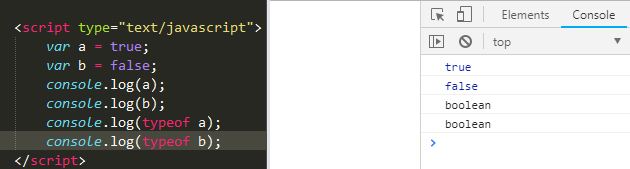 <script type="text/javascript">
var a = true;
var b = false;
console.log(a);
console.log(b);
console.log(typeof a);
console.log(typeof b);
</script>
Elements Console
top
true
false
boolean
boolean
>